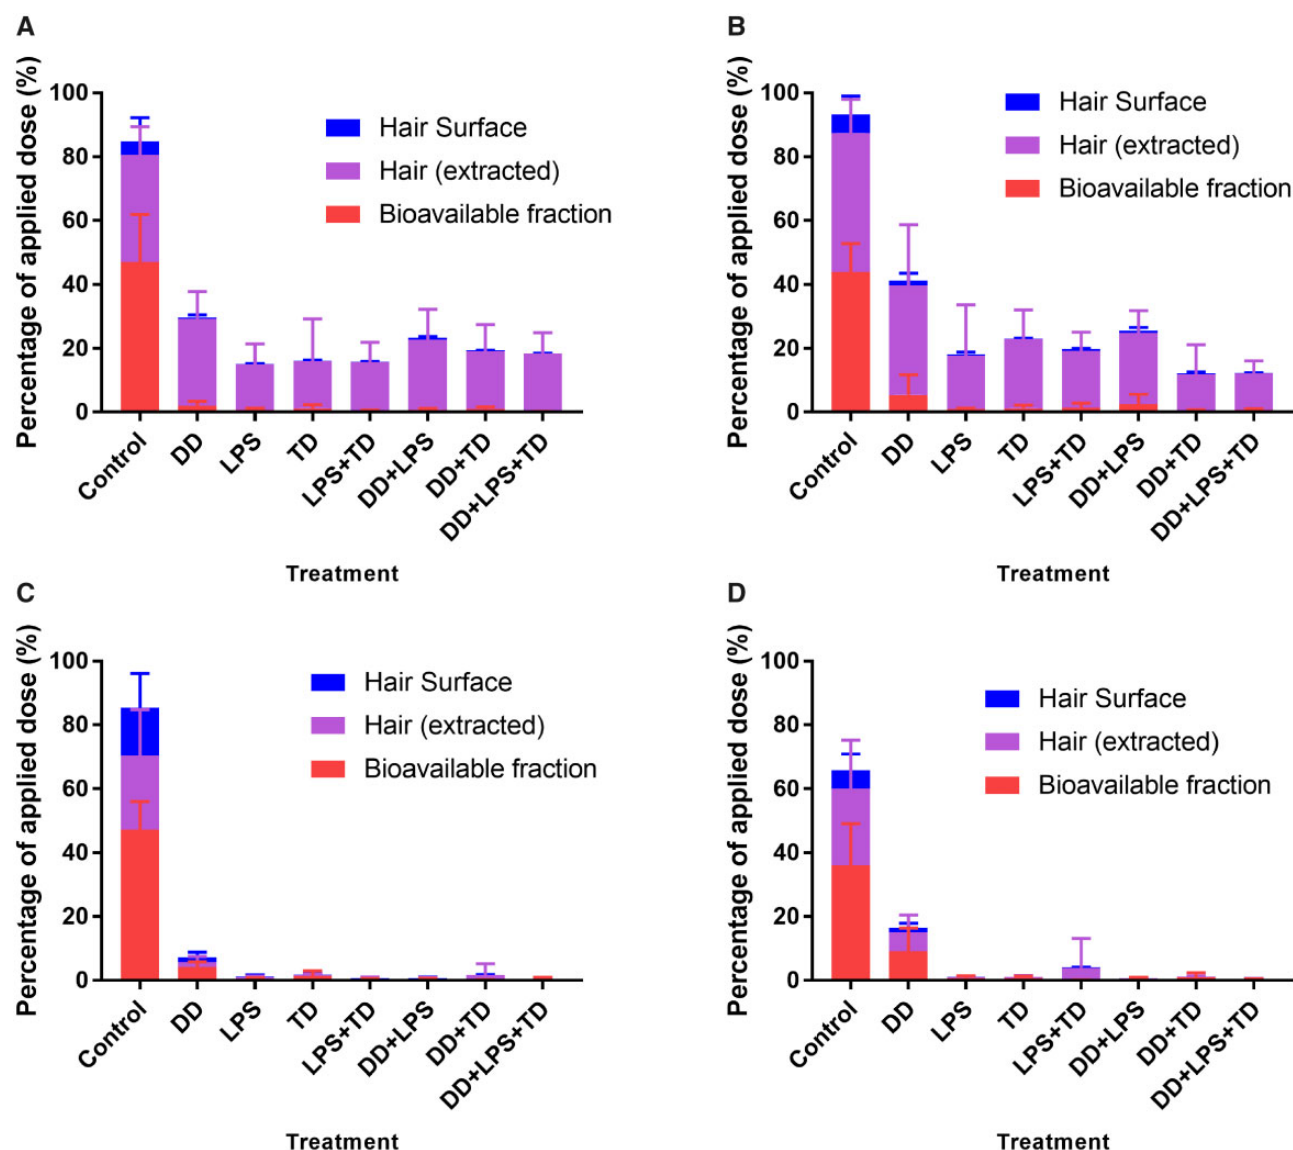 A
Percentage of applied dose (%)
100
80
60
40
20
0
Hair Surface
Hair (extracted)
Bioavailable fraction
Control
DD
LPS
TD
LPS+TD
DD+LPS
DD+TD
DD+LPS+TD
Treatment
B
Percentage of applied dose (%)
100
80
60
40
20
0
Hair Surface
Hair (extracted)
Bioavailable fraction
Control
DD
LPS
TD
LPS+TD
DD+LPS
DD+TD
DD+LPS+TD
Treatment
C
Percentage of applied dose (%)
100
80
60
40
20
0
Hair Surface
Hair (extracted)
Bioavailable fraction
Control
DD
LPS
TD
LPS+TD
DD+LPS
DD+TD
DD+LPS+TD
Treatment
D
Percentage of applied dose (%)
100
80
60
40
20
0
Hair Surface
Hair (extracted)
Bioavailable fraction
Control
DD
LPS
TD
LPS+TD
DD+LPS
DD+TD
DD+LPS+TD
Treatment